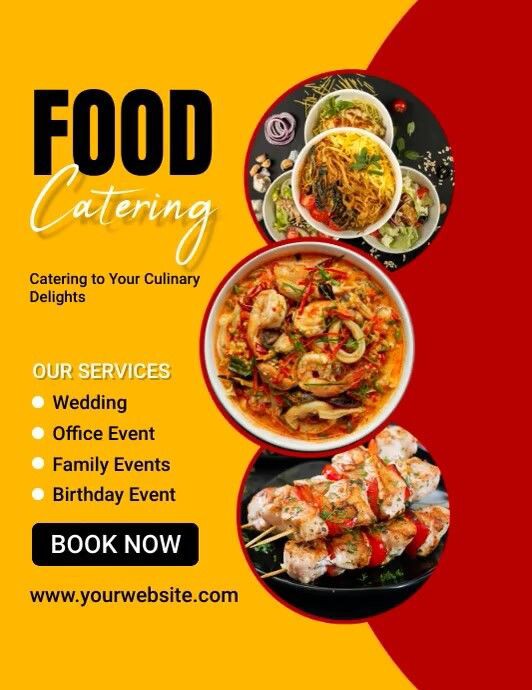 FOOD
Catering
Catering to Your Culinary
Delights
OUR SERVICES
Wedding
Office Event
Family Events
Birthday Event
BOOK NOW
www.yourwebsite.com